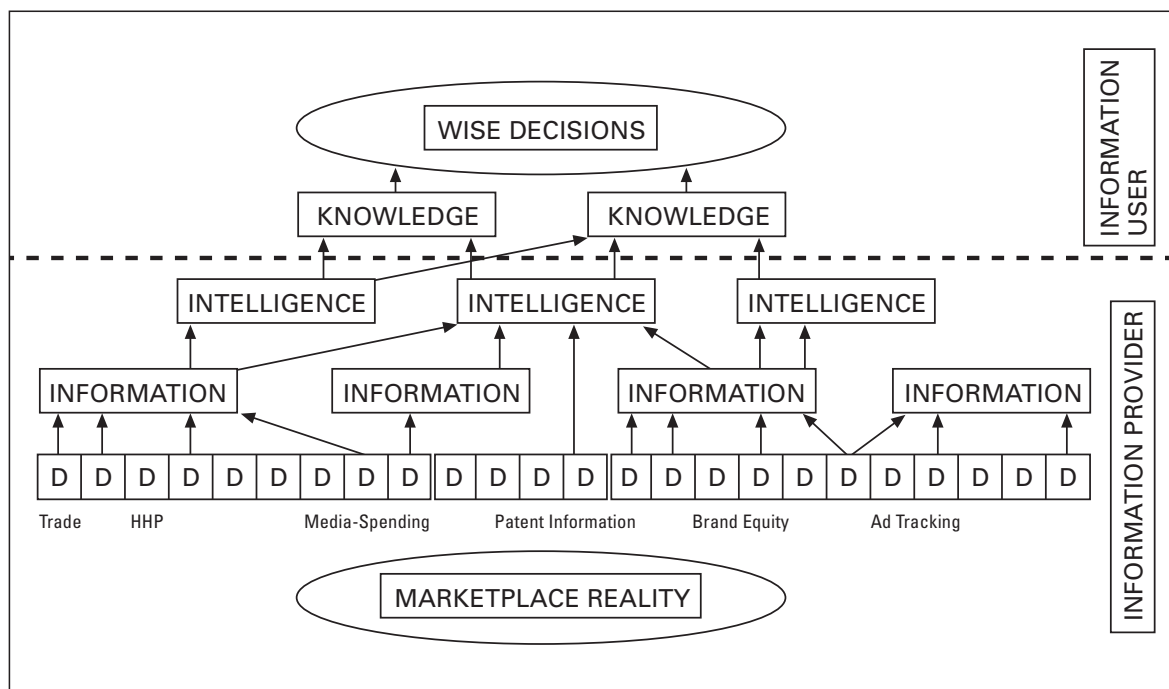 WISE DECISIONS
INFORMATION
USER
KNOWLEDGE KNOWLEDGE
INTELLIGENCE INTELLIGENCE INTELLIGENCE
INFORMATION INFORMATION INFORMATION INFORMATION
D D D D D D D D D D D D D D D D D D D D D D D D
Trade HHP Media-Spending Patent Information Brand Equity Ad Tracking
MARKETPLACE REALITY
INFORMATION PROVIDER